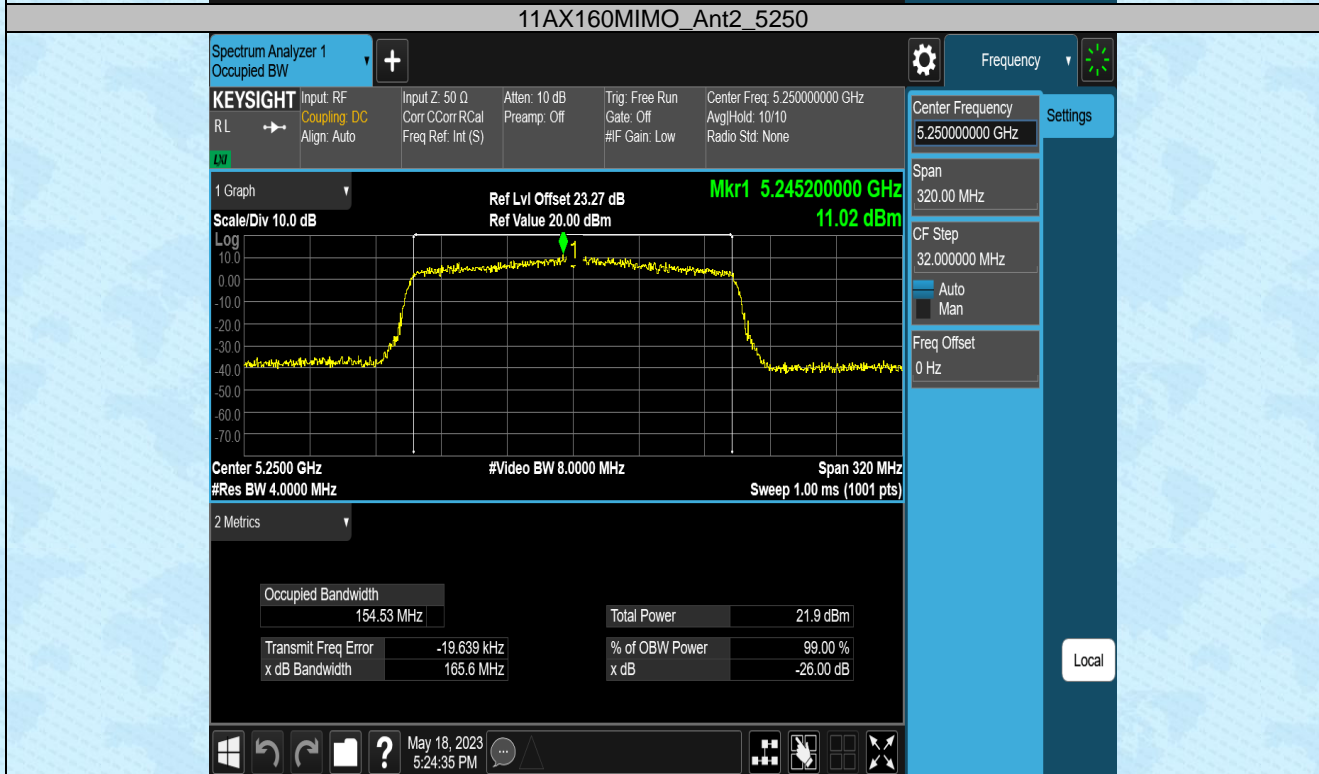 11AX160MIMO_Ant2_5250
Spectrum Analyzer 1
Occupied BW
Frequency
KEYSIGHT
RL
LXI
Input: RF
Coupling: DC
Align: Auto
Input Z: 50 Ω
Corr CCorr RCal
Freq Ref: Int (S)
Atten: 10 dB
Preamp: Off
Trig: Free Run
Gate: Off
#IF Gain: Low
Center Freq: 5.250000000 GHz
Avg|Hold: 10/10
Radio Std: None
Center Frequency
5.250000000 GHz
Settings
Span
320.00 MHz
CF Step
32.000000 MHz
Auto
Man
Freq Offset
0 Hz
1 Graph
Scale/Div 10.0 dB
Ref Lvl Offset 23.27 dB
Ref Value 20.00 dBm
Mkr1 5.245200000 GHz
11.02 dBm
Log
10.0
0.00
-10.0
-20.0
-30.0
-40.0
-50.0
-60.0
-70.0
1
Center 5.2500 GHz
#Video BW 8.0000 MHz
Span 320 MHz
#Res BW 4.0000 MHz
Sweep 1.00 ms (1001 pts)
2 Metrics
Occupied Bandwidth
154.53 MHz
Total Power 21.9 dBm
Transmit Freq Error -19.639 kHz
% of OBW Power 99.00 %
x dB Bandwidth 165.6 MHz
x dB -26.00 dB
Local
?
May 18, 2023
5:24:35 PM